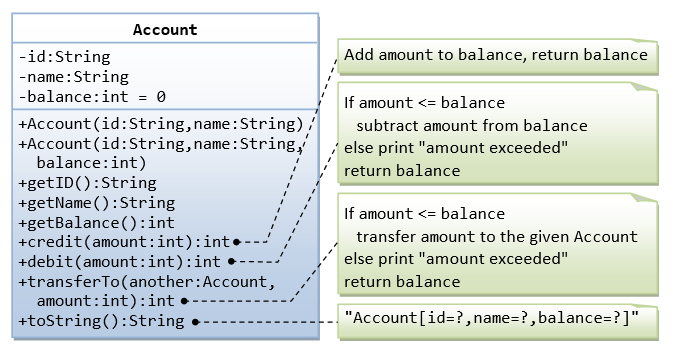 Account
-id:String
-name:String
-balance:int = 0
+Account(id:String,name:String)
+Account(id:String,name:String,
balance:int)
+getID():String
+getName():String
+getBalance():int
+credit(amount:int):int
+debit(amount:int):int
+transferTo(another:Account,
amount:int):int
+toString():String
Add amount to balance, return balance
If amount <= balance
subtract amount from balance
else print "amount exceeded"
return balance
If amount <= balance
transfer amount to the given Account
else print "amount exceeded"
return balance
"Account[id=?,name=?,balance=?]"